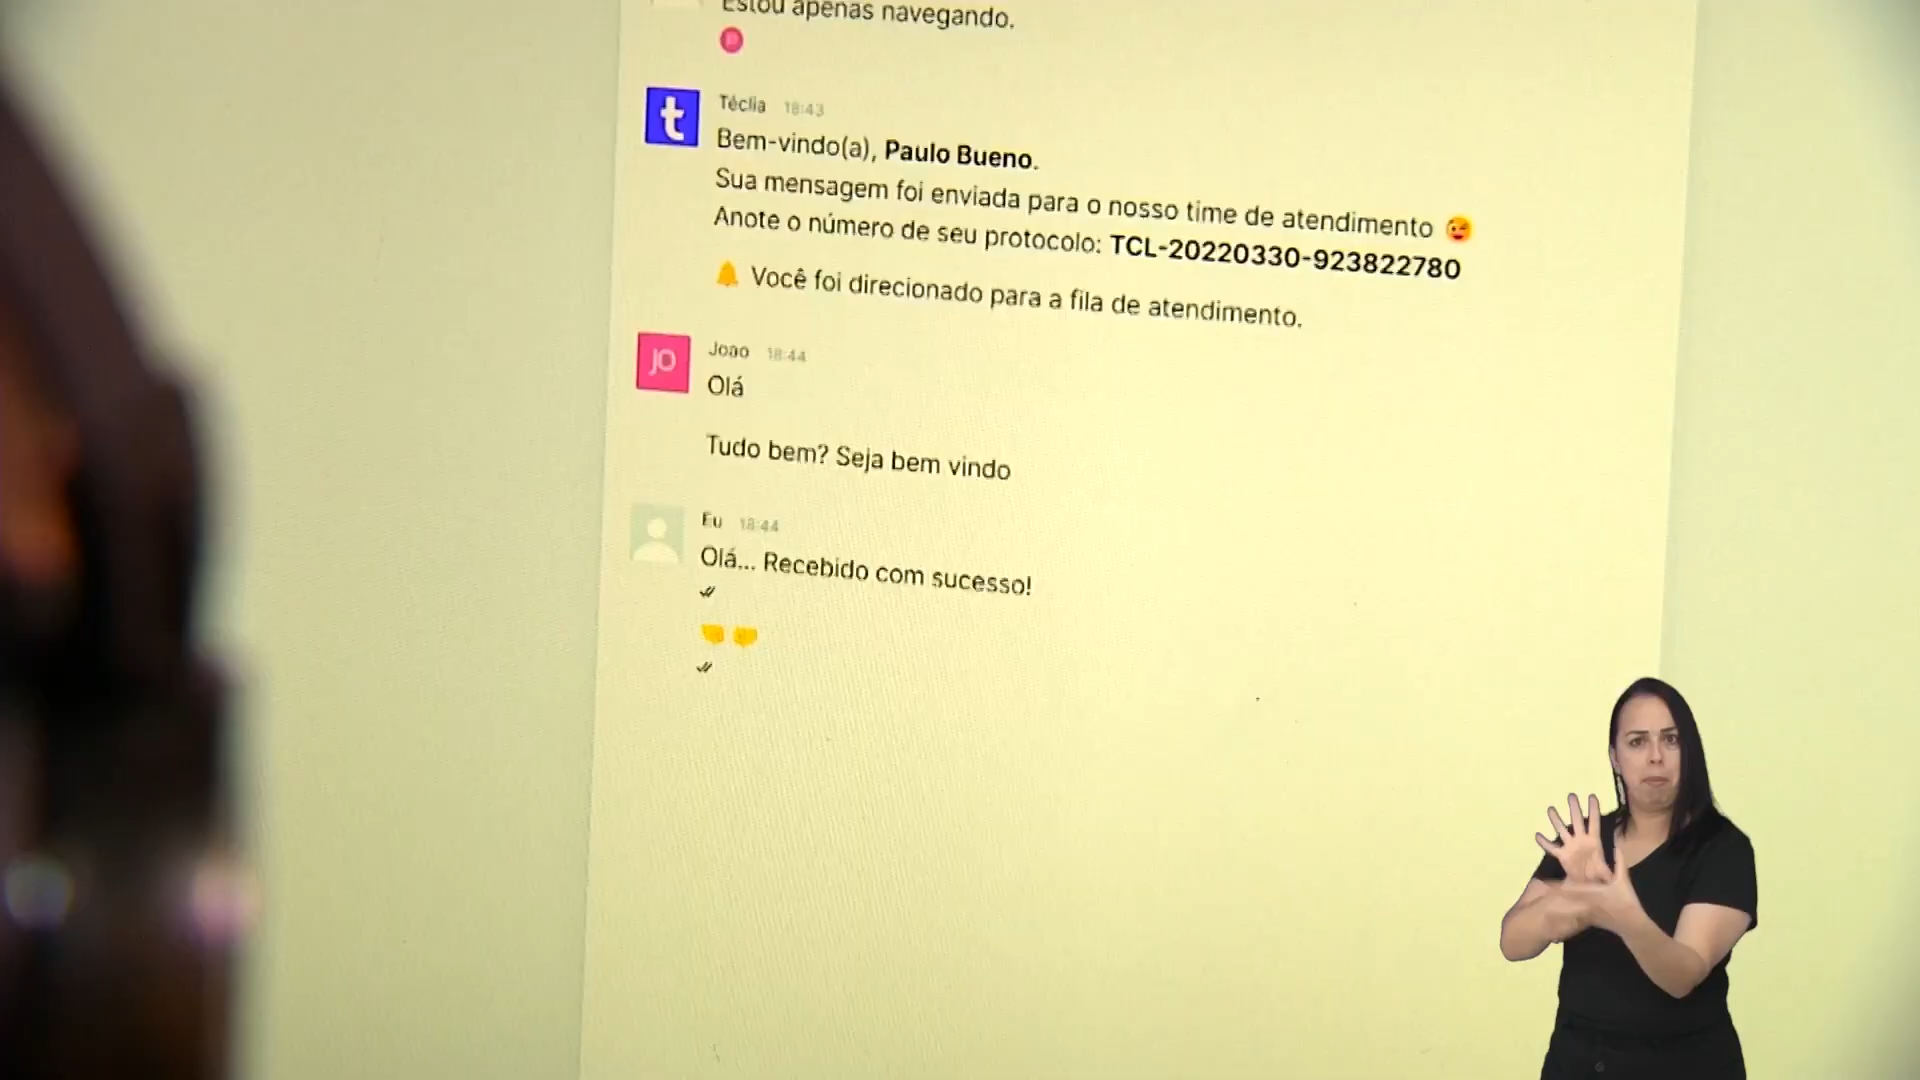 Estou apenas navegando.
t
Téclia 18:43
Bem-vindo(a), Paulo Bueno.
Sua mensagem foi enviada para o nosso time de atendimento 😉
Anote o número de seu protocolo: TCL-20220330-923822780
🔔 Você foi direcionado para a fila de atendimento.
JO
Joao 18:44
Olá
Tudo bem? Seja bem vindo
Eu 18:44
Olá... Recebido com sucesso!